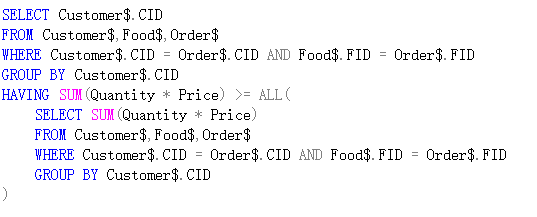 SELECT Customer$.CID
FROM Customer$,Food$,Order$
WHERE Customer$.CID = Order$.CID AND Food$.FID = Order$.FID
GROUP BY Customer$.CID
HAVING SUM(Quantity * Price) >= ALL(
    SELECT SUM(Quantity * Price)
    FROM Customer$,Food$,Order$
    WHERE Customer$.CID = Order$.CID AND Food$.FID = Order$.FID
    GROUP BY Customer$.CID
)